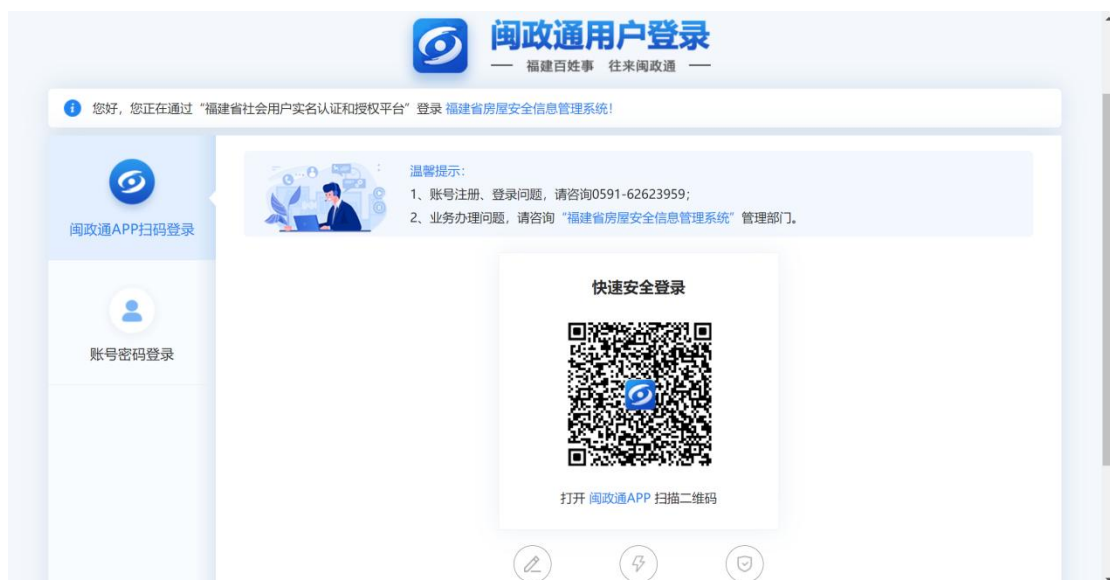 闽政通用户登录
福建百姓事 往来闽政通
您好，您正在通过“福建省社会用户实名认证和授权平台”登录 福建省房屋安全信息管理系统！
闽政通APP扫码登录
账号密码登录
温馨提示：
1、账号注册、登录问题，请咨询0591-62623959；
2、业务办理问题，请咨询“福建省房屋安全信息管理系统”管理部门。
快速安全登录
打开 闽政通APP 扫描二维码